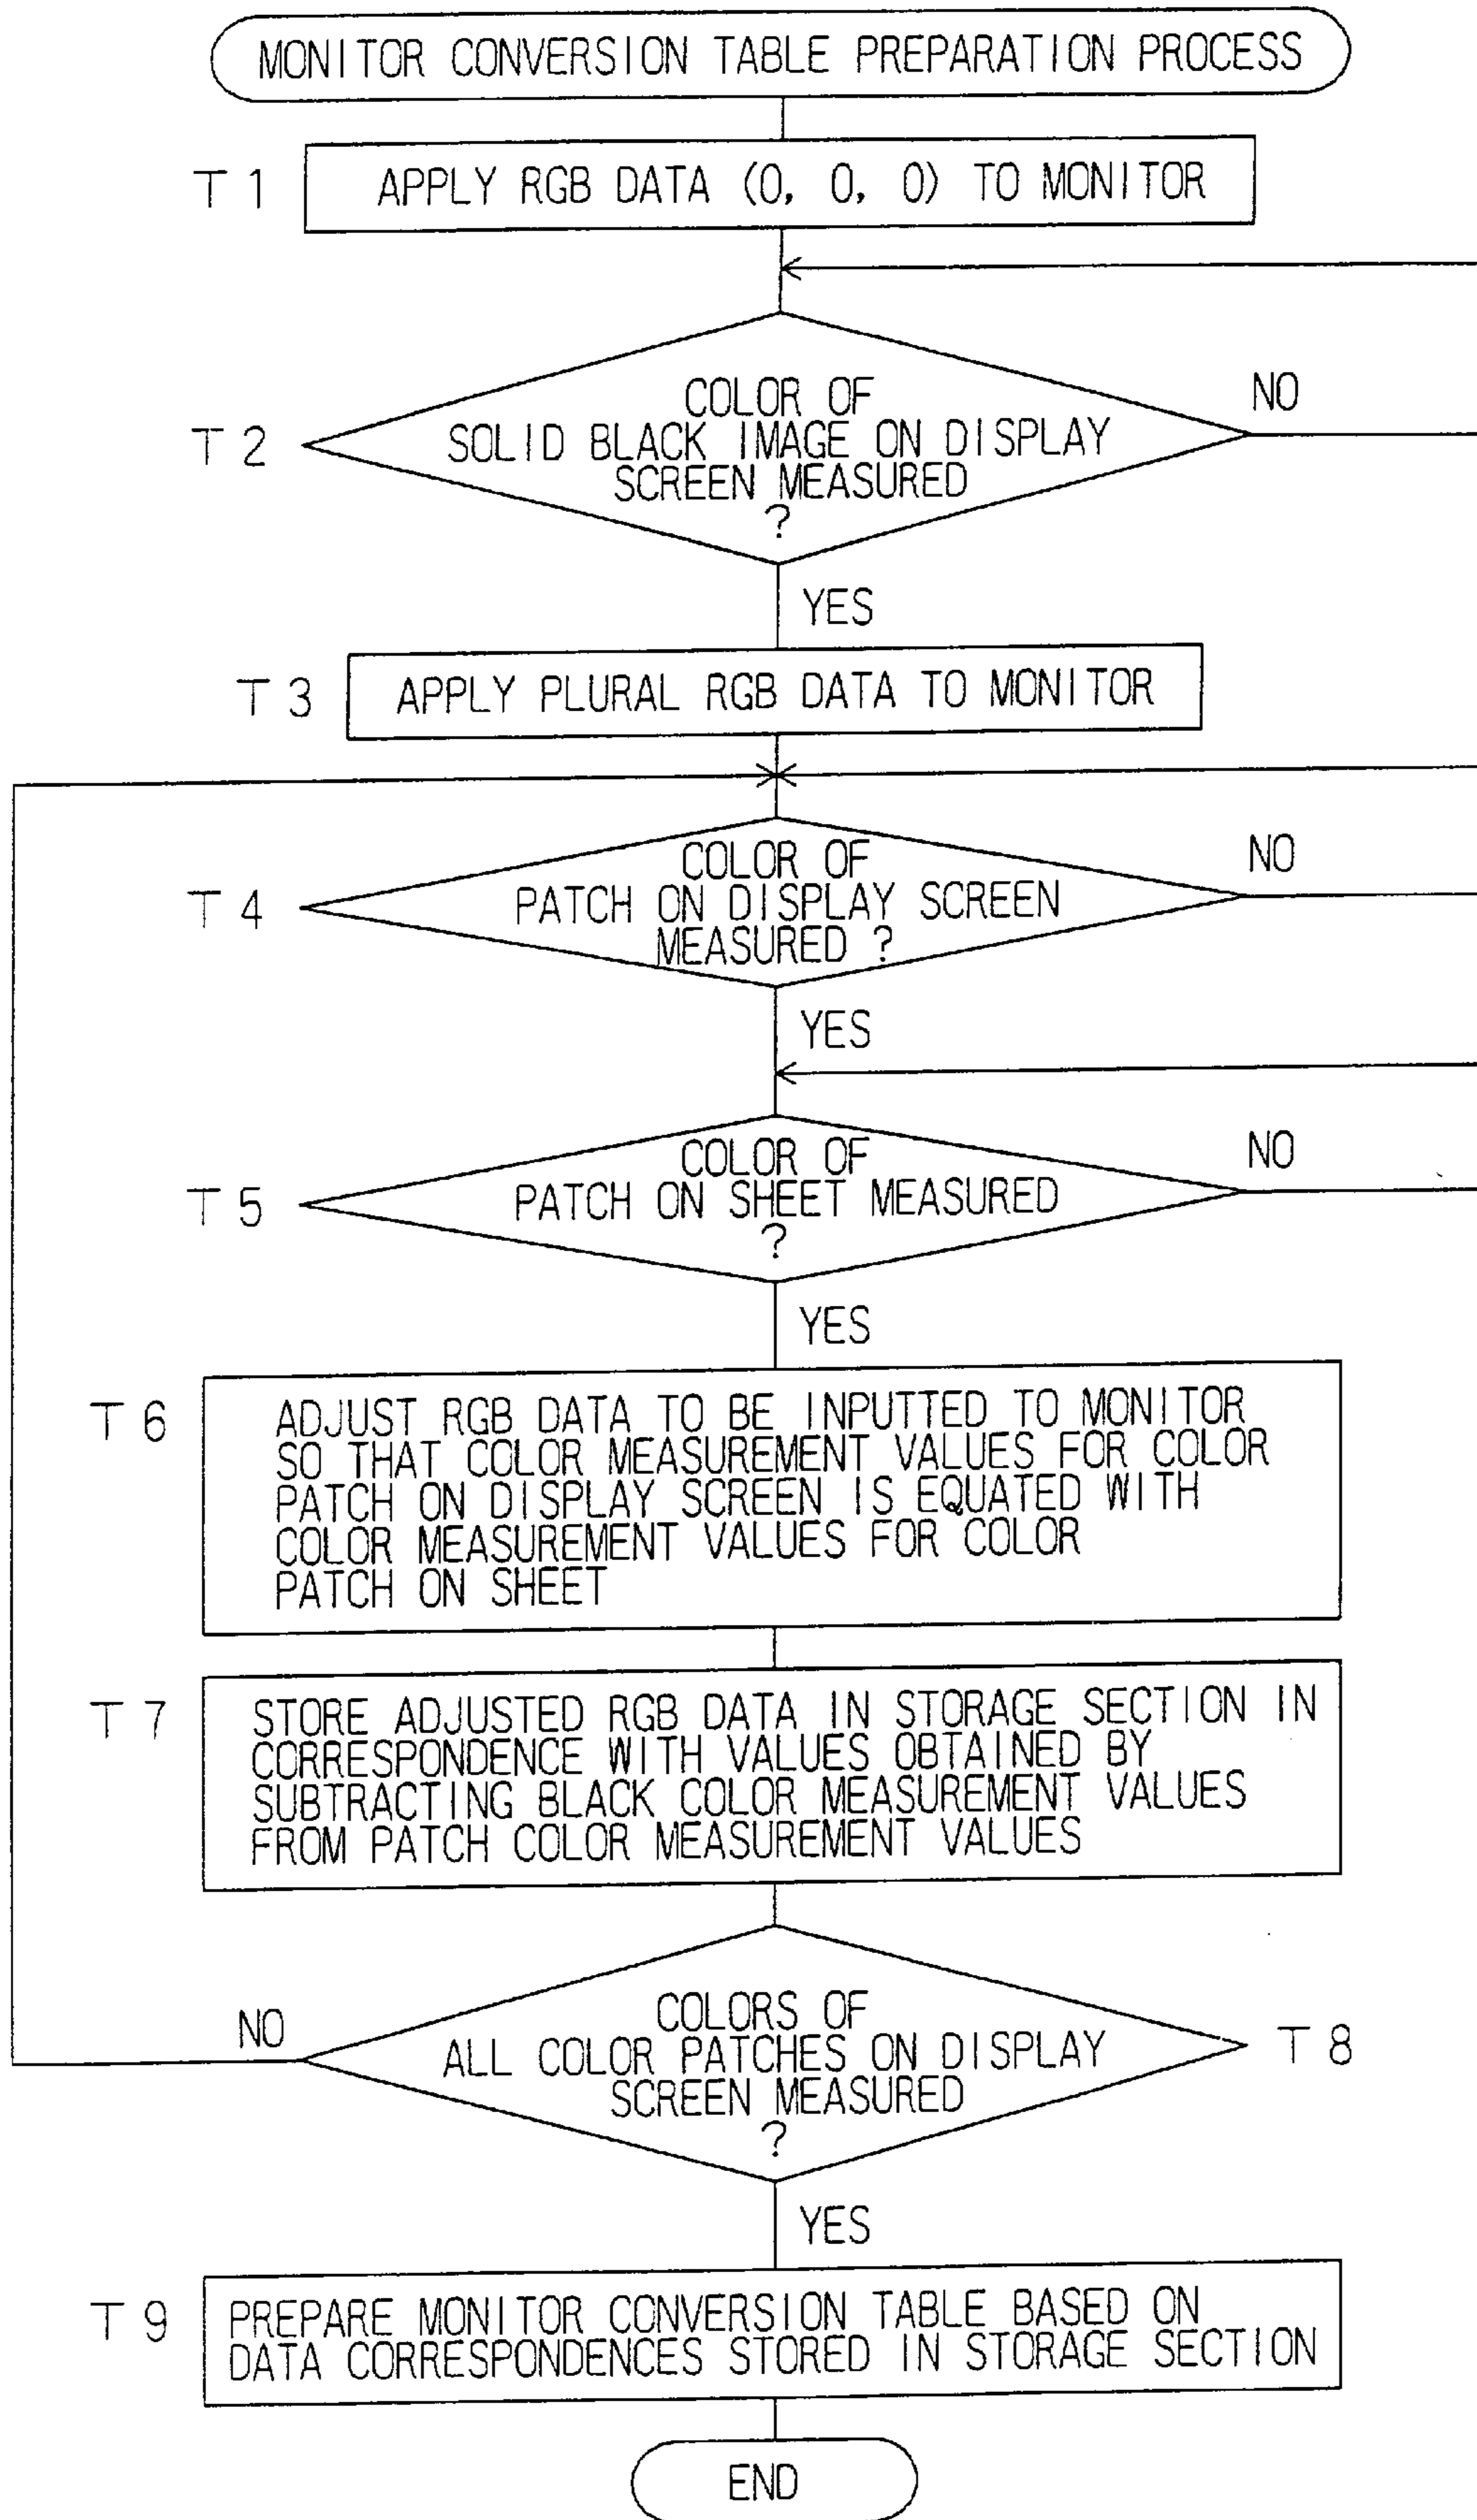 MONITOR CONVERSION TABLE PREPARATION PROCESS
T1
APPLY RGB DATA (0, 0, 0) TO MONITOR
T2
COLOR OF
SOLID BLACK IMAGE ON DISPLAY
SCREEN MEASURED
?
NO
YES
T3
APPLY PLURAL RGB DATA TO MONITOR
T4
COLOR OF
PATCH ON DISPLAY SCREEN
MEASURED ?
NO
YES
T5
COLOR OF
PATCH ON SHEET MEASURED
?
NO
YES
T6
ADJUST RGB DATA TO BE INPUTTED TO MONITOR
SO THAT COLOR MEASUREMENT VALUES FOR COLOR
PATCH ON DISPLAY SCREEN IS EQUATED WITH
COLOR MEASUREMENT VALUES FOR COLOR
PATCH ON SHEET
T7
STORE ADJUSTED RGB DATA IN STORAGE SECTION IN
CORRESPONDENCE WITH VALUES OBTAINED BY
SUBTRACTING BLACK COLOR MEASUREMENT VALUES
FROM PATCH COLOR MEASUREMENT VALUES
NO
COLORS OF
ALL COLOR PATCHES ON DISPLAY
SCREEN MEASURED
?
T8
YES
T9
PREPARE MONITOR CONVERSION TABLE BASED ON
DATA CORRESPONDENCES STORED IN STORAGE SECTION
END